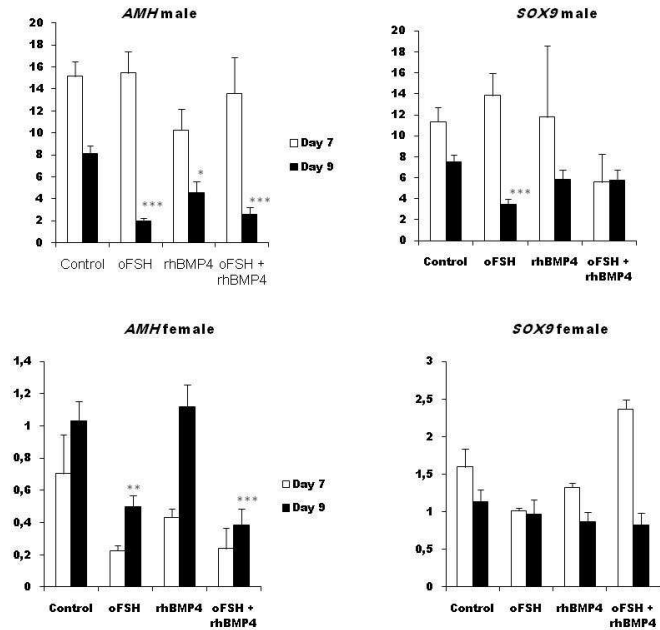 AMH male
20
18
16
14
12
10
8
6
4
2
0
***
*
***
Control oFSH rhBMP4 oFSH +
rhBMP4
Day 7
Day 9
SOX9 male
20
18
16
14
12
10
8
6
4
2
0
***
Control oFSH rhBMP4 oFSH +
rhBMP4
AMH female
1,4
1,2
1
0,8
0,6
0,4
0,2
0
**
***
Control oFSH rhBMP4 oFSH +
rhBMP4
Day 7
Day 9
SOX9 female
3
2,5
2
1,5
1
0,5
0
Control oFSH rhBMP4 oFSH +
rhBMP4